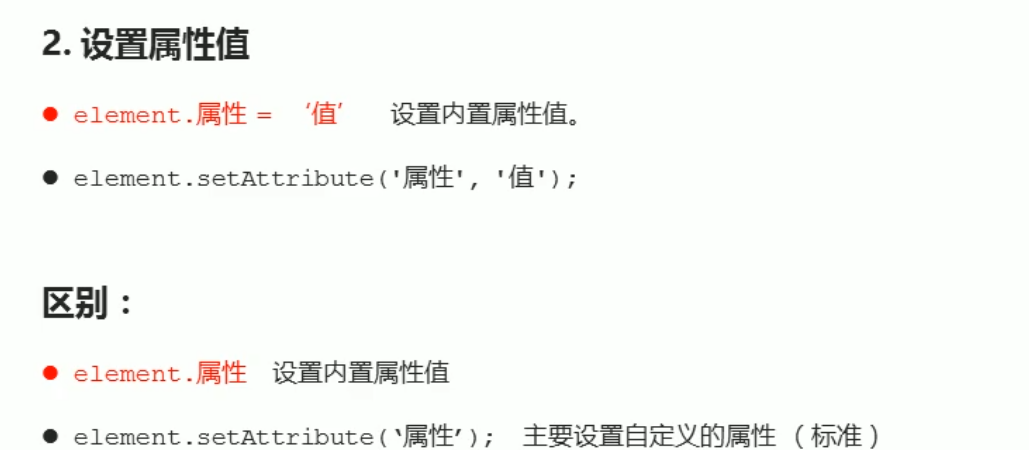 2. 设置属性值
● element.属性 = ‘值’ 设置内置属性值。
● element.setAttribute('属性', '值');
区别：
● element.属性 设置内置属性值
● element.setAttribute(‘属性’); 主要设置自定义的属性 （标准）